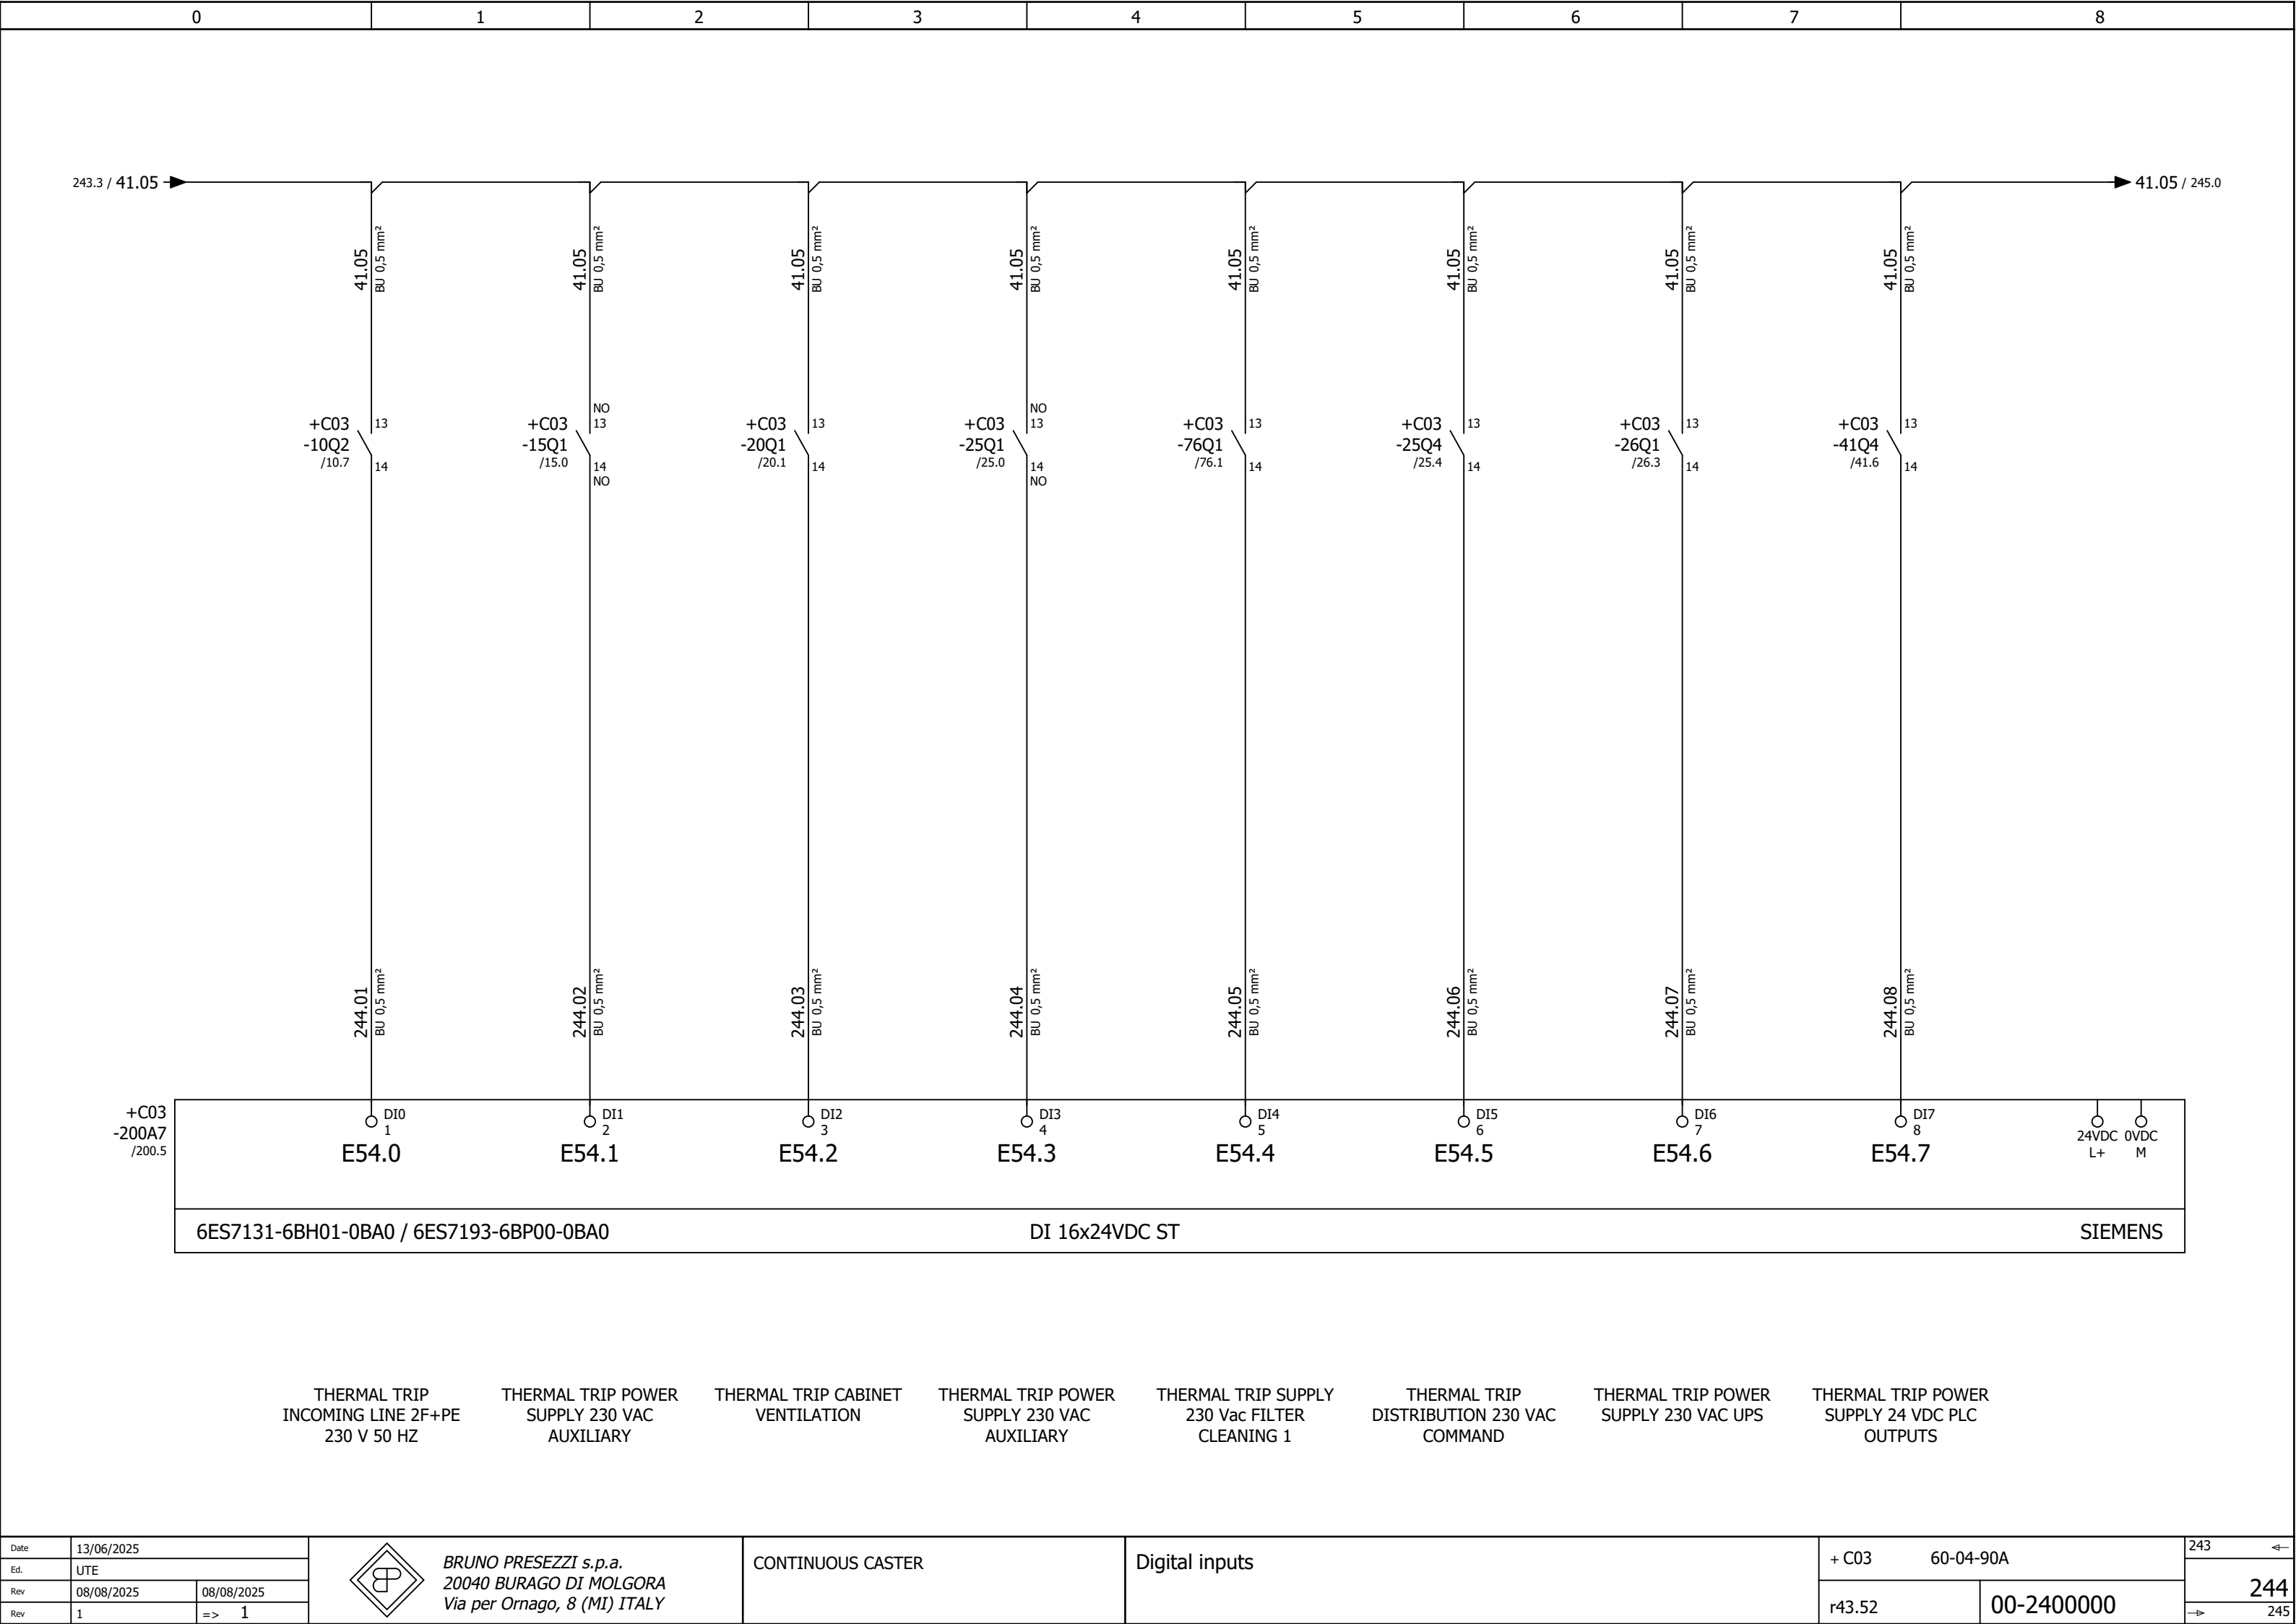 0 1 2 3 4 5 6 7 8
243.3 / 41.05
41.05 / 245.0
41.05 BU 0,5 mm²
41.05 BU 0,5 mm²
41.05 BU 0,5 mm²
41.05 BU 0,5 mm²
41.05 BU 0,5 mm²
41.05 BU 0,5 mm²
41.05 BU 0,5 mm²
41.05 BU 0,5 mm²
+C03 13
-10Q2
/10.7 14
NO
+C03 13
-15Q1
/15.0 14
NO
+C03 13
-20Q1
/20.1 14
NO
+C03 13
-25Q1
/25.0 14
NO
+C03 13
-76Q1
/76.1 14
+C03 13
-25Q4
/25.4 14
+C03 13
-26Q1
/26.3 14
+C03 13
-41Q4
/41.6 14
244.01 BU 0,5 mm²
244.02 BU 0,5 mm²
244.03 BU 0,5 mm²
244.04 BU 0,5 mm²
244.05 BU 0,5 mm²
244.06 BU 0,5 mm²
244.07 BU 0,5 mm²
244.08 BU 0,5 mm²
+C03
-200A7
/200.5
DI0
1
E54.0
DI1
2
E54.1
DI2
3
E54.2
DI3
4
E54.3
DI4
5
E54.4
DI5
6
E54.5
DI6
7
E54.6
DI7
8
E54.7
24VDC 0VDC
L+ M
6ES7131-6BH01-0BA0 / 6ES7193-6BP00-0BA0 DI 16x24VDC ST SIEMENS
THERMAL TRIP
INCOMING LINE 2F+PE
230 V 50 HZ
THERMAL TRIP POWER
SUPPLY 230 VAC
AUXILIARY
THERMAL TRIP CABINET
VENTILATION
THERMAL TRIP POWER
SUPPLY 230 VAC
AUXILIARY
THERMAL TRIP SUPPLY
230 Vac FILTER
CLEANING 1
THERMAL TRIP
DISTRIBUTION 230 VAC
COMMAND
THERMAL TRIP POWER
SUPPLY 230 VAC UPS
THERMAL TRIP POWER
SUPPLY 24 VDC PLC
OUTPUTS
Date 13/06/2025
Ed. UTE
Rev 08/08/2025 08/08/2025
Rev 1 => 1
BRUNO PRESEZZI s.p.a.
20040 BURAGO DI MOLGORA
Via per Ornago, 8 (MI) ITALY
CONTINUOUS CASTER
Digital inputs
+ C03 60-04-90A
r43.52 00-2400000
243
244
245